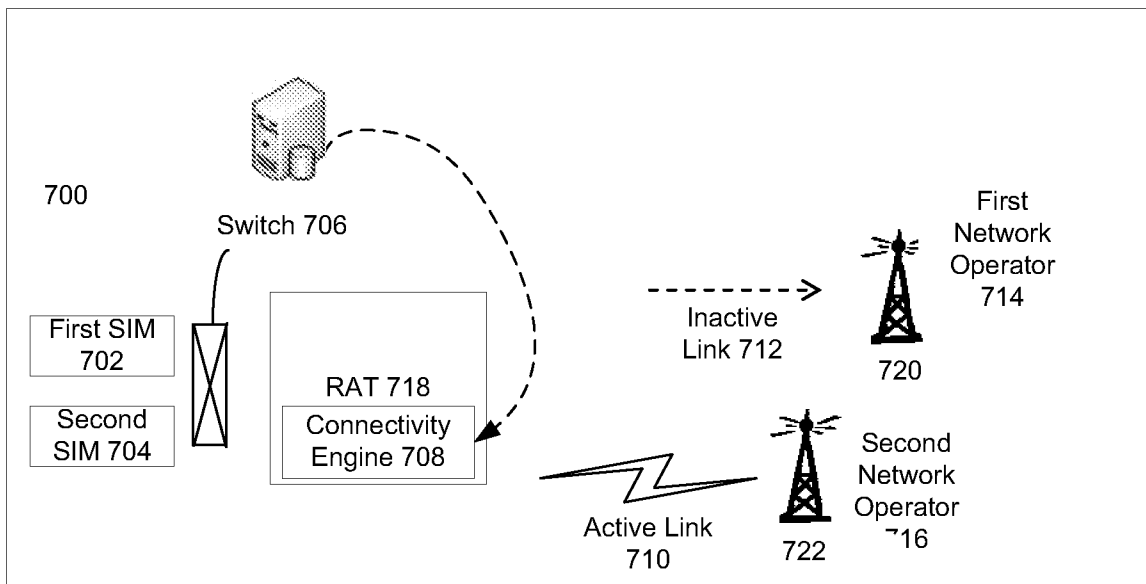 700
Switch 706
First SIM
702
Second
SIM 704
RAT 718
Connectivity
Engine 708
Inactive
Link 712
First
Network
Operator
714
720
Active Link
710
Second
Network
Operator
716
722